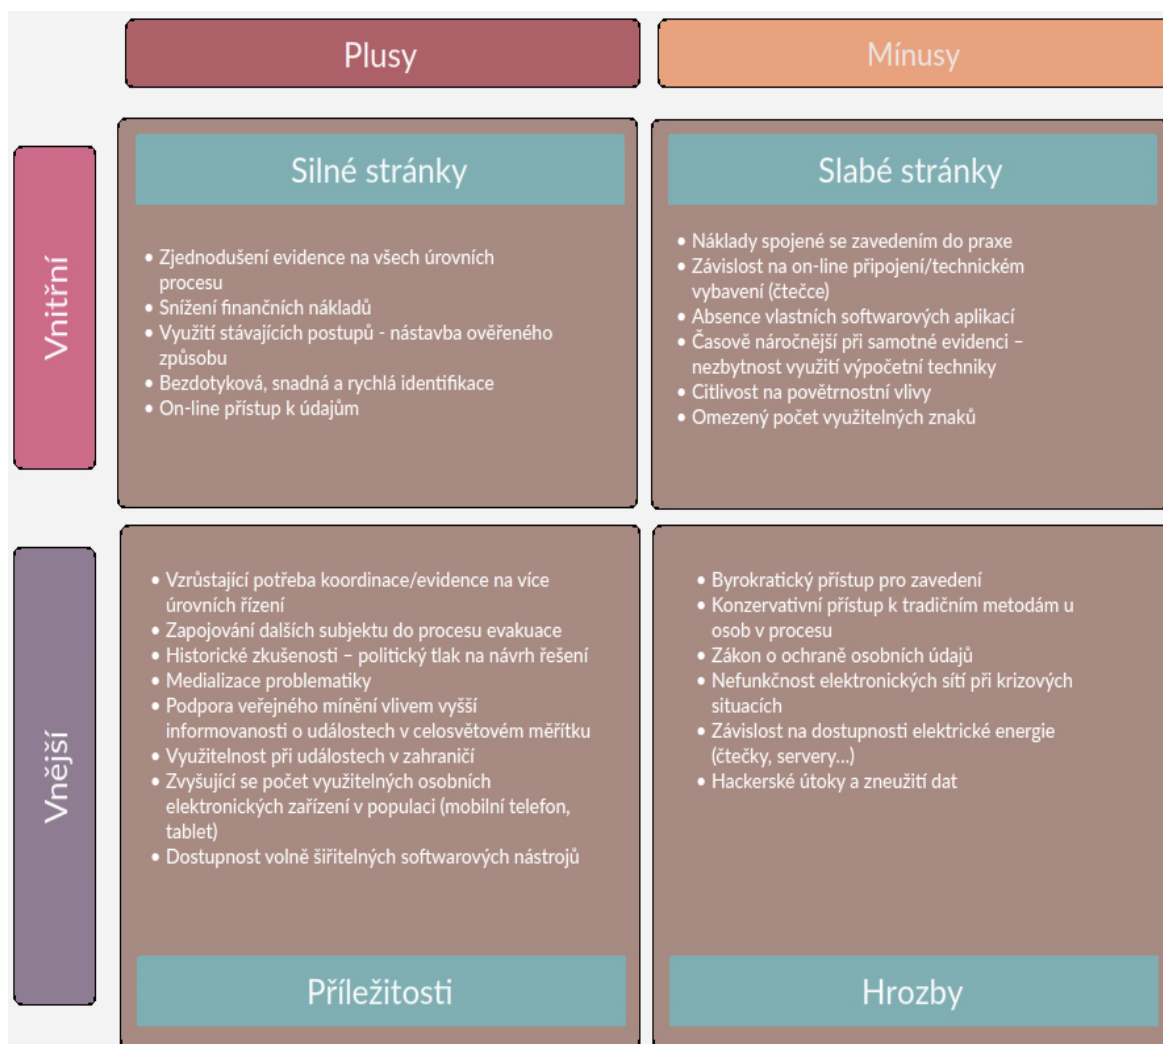 Plusy
Mínusy
Vnitřní
Silné stránky
• Zjednodušení evidence na všech úrovních
procesu
• Snížení finančních nákladů
• Využití stávajících postupů - nástavba ověřeného
způsobu
• Bezdotyková, snadná a rychlá identifikace
• On-line přístup k údajům
Slabé stránky
• Náklady spojené se zavedením do praxe
• Závislost na on-line připojení/technickém
vybavení (čtečce)
• Absence vlastních softwarových aplikací
• Časově náročnější při samotné evidenci –
nezbytnost využití výpočetní techniky
• Citlivost na povětrnostní vlivy
• Omezený počet využitelných znaků
Vnější
• Vzrůstající potřeba koordinace/evidence na více
úrovních řízení
• Zapojování dalších subjektu do procesu evakuace
• Historické zkušenosti – politický tlak na návrh řešení
• Medializace problematiky
• Podpora veřejného mínění vlivem vyšší
informovanosti o událostech v celosvětovém měřítku
• Využitelnost při událostech v zahraničí
• Zvyšující se počet využitelných osobních
elektronických zařízení v populaci (mobilní telefon,
tablet)
• Dostupnost volně šiřitelných softwarových nástrojů
Příležitosti
• Byrokratický přístup pro zavedení
• Konzervativní přístup k tradičním metodám u
osob v procesu
• Zákon o ochraně osobních údajů
• Nefunkčnost elektronických sítí při krizových
situacích
• Závislost na dostupnosti elektrické energie
(čtečky, servery...)
• Hackerské útoky a zneužití dat
Hrozby